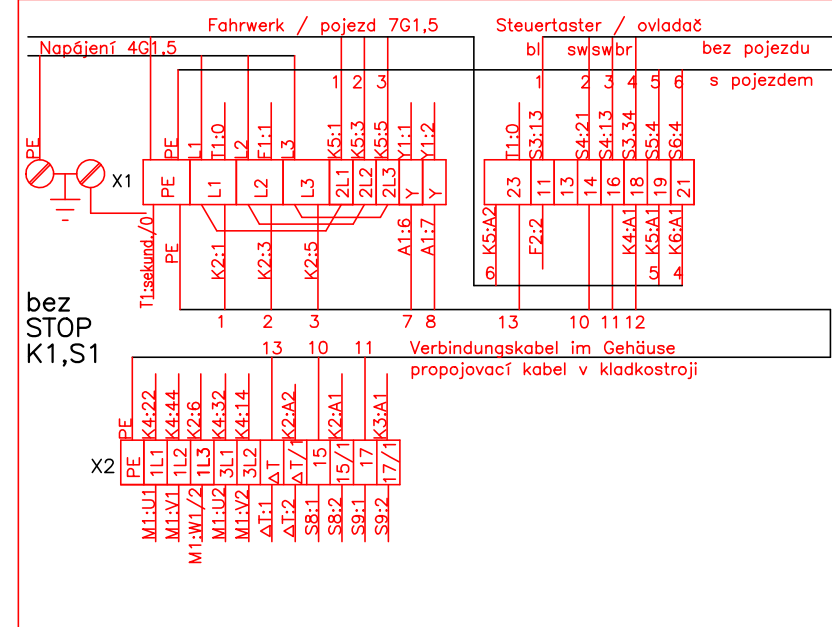 Fahrwerk / pojezd 7G1,5
Steuertaster / ovladač
Napájení 4G1,5
bl sw sw br
bez pojezdu
s pojezdem
1 2 3
1 2 3 4 5 6
PE
PE L1 T1:0 L2 F1:1 L3 K5:1 K5:3 K5:5 Y1:1 Y1:2
T1:0 S3:13 S4:21 S4:13 S3.34 S5:4 S6:4
X1
PE L1 L2 L3 2L1 2L2 2L3 Y Y
23 11 13 14 16 18 19 21
T1:sekund./0 PE K2:1 K2:3 K2:5 A1:6 A1:7
K5:A2 F2:2 K4:A1 K5:A1 K6:A1
6 5 4
bez
STOP
K1,S1
1 2 3 7 8 13 10 11 12
13 10 11
Verbindungskabel im Gehäuse
propojovací kabel v kladkostroji
PE K4:22 K4:44 K2:6 K4:32 K4:14 K2:A2 K2:A1 K3:A1
X2
PE 1L1 1L2 1L3 3L1 3L2 ΔT ΔT/1 15 15/1 17 17/1
M1:U1 M1:V1 M1:W1/2 M1:U2 M1:V2 ΔT:1 ΔT:2 S8:1 S8:2 S9:1 S9:2